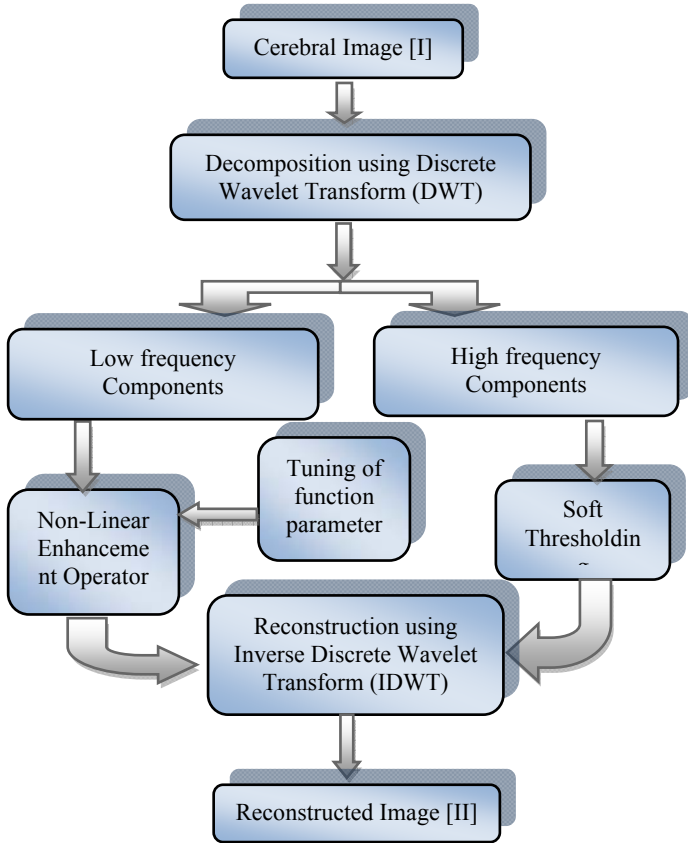 Cerebral Image [I]
Decomposition using Discrete
Wavelet Transform (DWT)
Low frequency
Components
High frequency
Components
Tuning of
function
parameter
Non-Linear
Enhanceme
nt Operator
Soft
Thresholdin
Reconstruction using
Inverse Discrete Wavelet
Transform (IDWT)
Reconstructed Image [II]